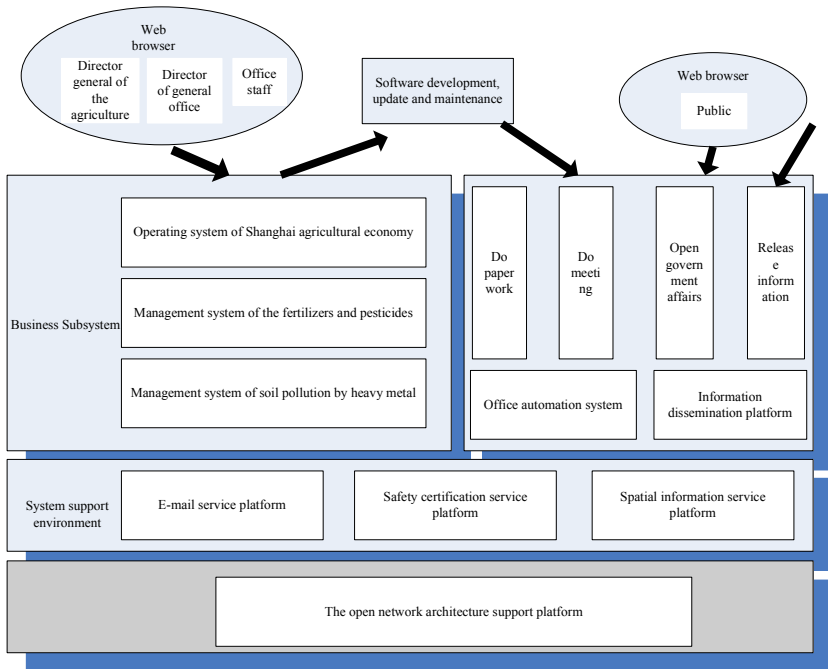 Web
browser
Director
general of
the
agriculture
Director
of general
office
Office
staff
Software development,
update and maintenance
Web browser
Public
Business Subsystem
Operating system of Shanghai agricultural economy
Management system of the fertilizers and pesticides
Management system of soil pollution by heavy metal
Do
paper
work
Do
meeti
ng
Open
govern
ment
affairs
Releas
e
inform
ation
Office automation system
Information
dissemination platform
System support
environment
E-mail service platform
Safety certification service
platform
Spatial information service
platform
The open network architecture support platform